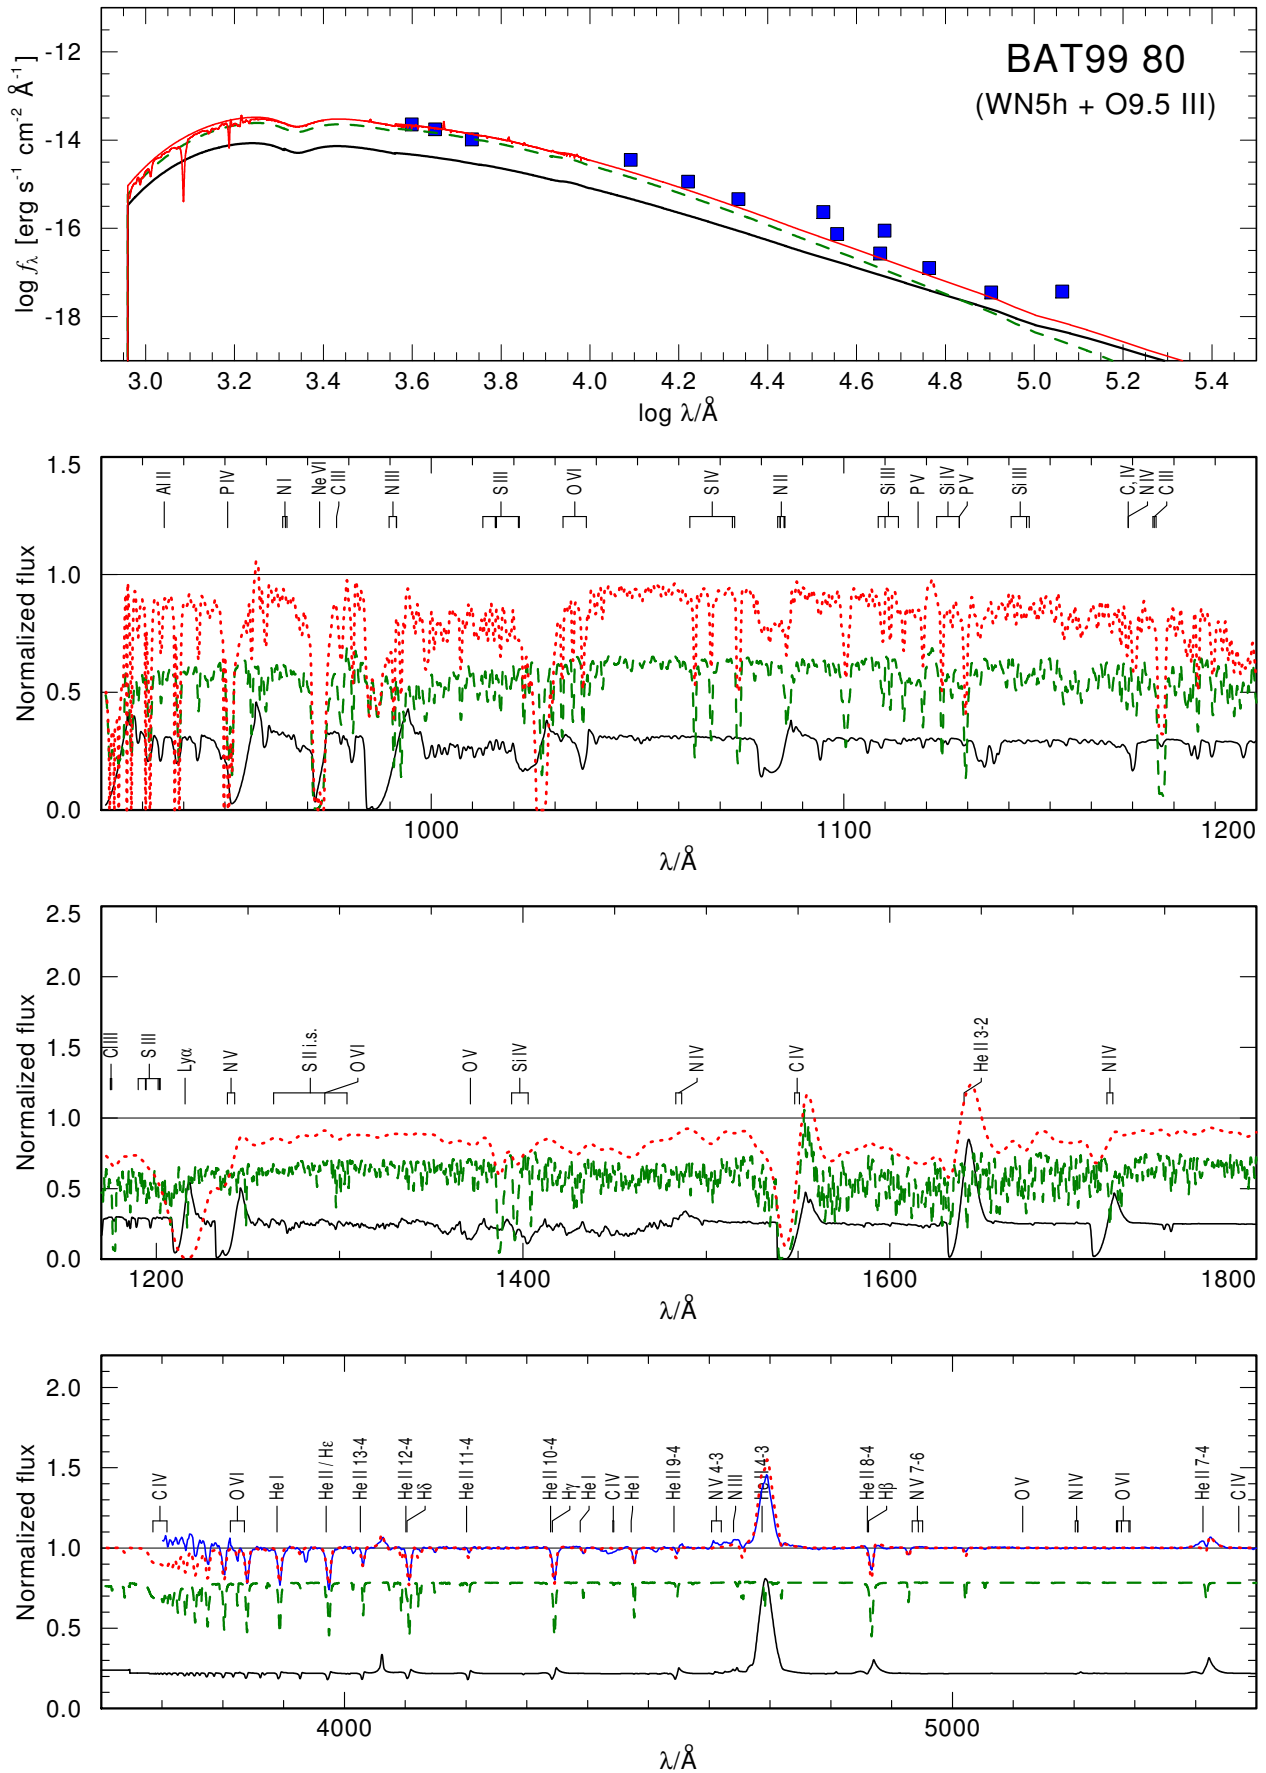 BAT99 80
(WN5h + O9.5 III)
log fλ [erg s-1 cm-2 Å-1]
-12
-14
-16
-18
3.0 3.2 3.4 3.6 3.8 4.0 4.2 4.4 4.6 4.8 5.0 5.2 5.4
log λ/Å
Normalized flux
1.5
1.0
0.5
0.0
Al II
P IV
N I
Ne VI
C III
N III
S III
O VI
S IV
N II
Si III
P V
Si IV
P V
Si III
C, IV
N IV
C III
1000 1100 1200
λ/Å
Normalized flux
2.5
2.0
1.5
1.0
0.5
0.0
C III
S III
Lyα
N V
S II i.s.
O VI
O V
Si IV
N IV
C IV
He II 3-2
N IV
1200 1400 1600 1800
λ/Å
Normalized flux
2.0
1.5
1.0
0.5
0.0
C IV
O VI
He I
He II / Hε
He II 13-4
He II 12-4
Hδ
He II 11-4
He II 10-4
Hγ
He I
C IV
He I
He II 9-4
N V 4-3
N III
He II 4-3
He II 8-4
Hβ
N V 7-6
O V
N IV
O VI
He II 7-4
C IV
4000 5000
λ/Å